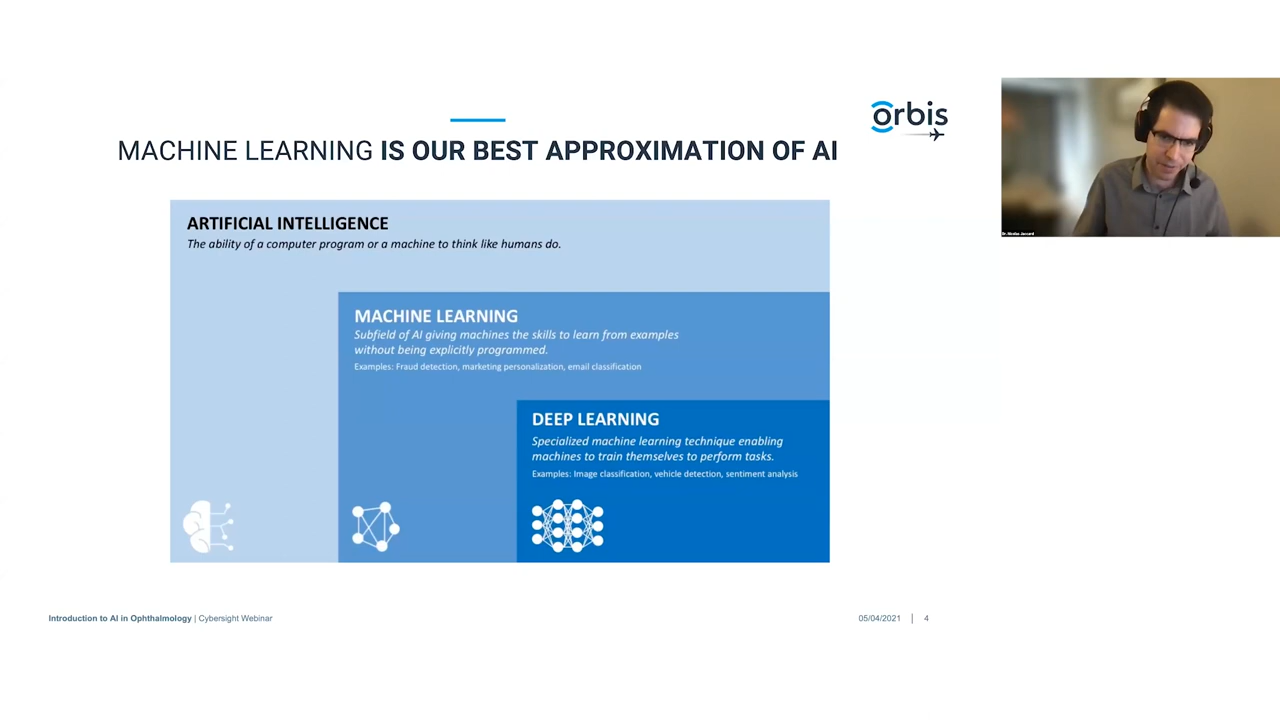 orbis
MACHINE LEARNING IS OUR BEST APPROXIMATION OF AI
ARTIFICIAL INTELLIGENCE
The ability of a computer program or a machine to think like humans do.
MACHINE LEARNING
Subfield of AI giving machines the skills to learn from examples
without being explicitly programmed.
Examples: Fraud detection, marketing personalization, email classification
DEEP LEARNING
Specialized machine learning technique enabling
machines to train themselves to perform tasks.
Examples: Image classification, vehicle detection, sentiment analysis
Introduction to AI in Ophthalmology | Cybersight Webinar
05/04/2021 | 4
Dr. Nicolas Jaccard